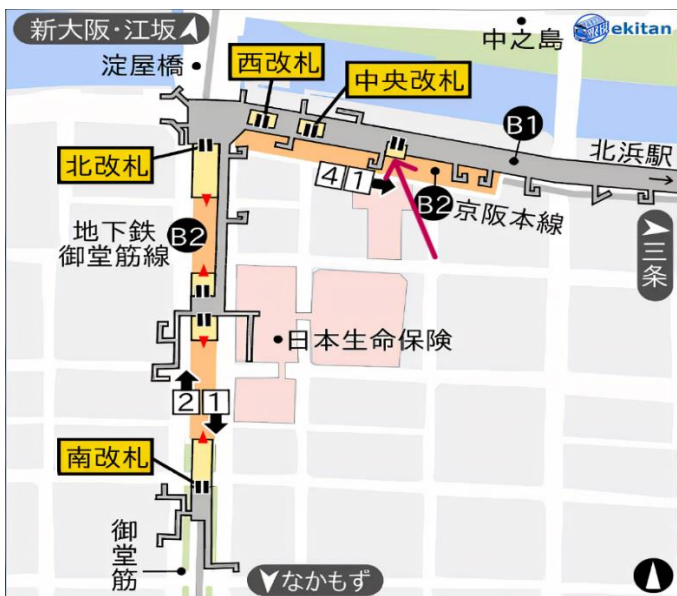 新大阪・江坂
中之島
ekitan
淀屋橋
西改札
中央改札
B1
北浜駅
北改札
4 1
B2
京阪本線
地下鉄
御堂筋線
B2
三条
日本生命保険
2 1
南改札
御堂筋
なかもず